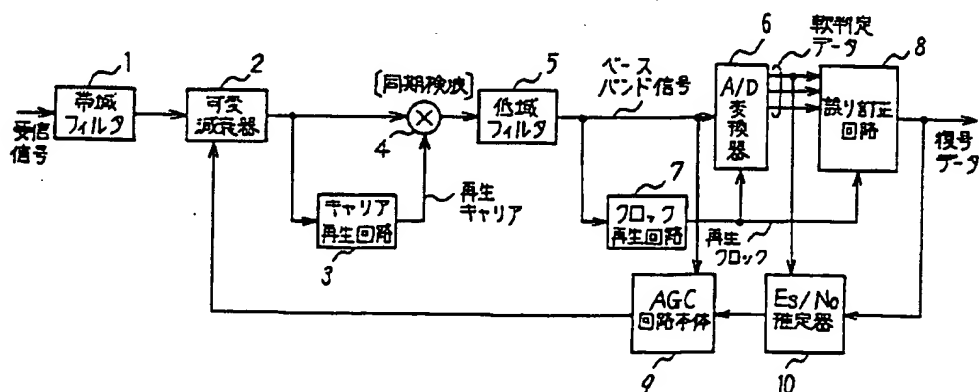 1
帯域
フィルタ
受信
信号
2
可変
減衰器
[同期検波]
4
キャリア
再生回路
3
再生
キャリア
5
低域
フィルタ
ベース
バンド信号
6
A/D
変換器
軟判定
データ
8
誤り訂正
回路
復号
データ
7
クロック
再生回路
再生
クロック
AGC
回路本体
9
Es/No
推定器
10